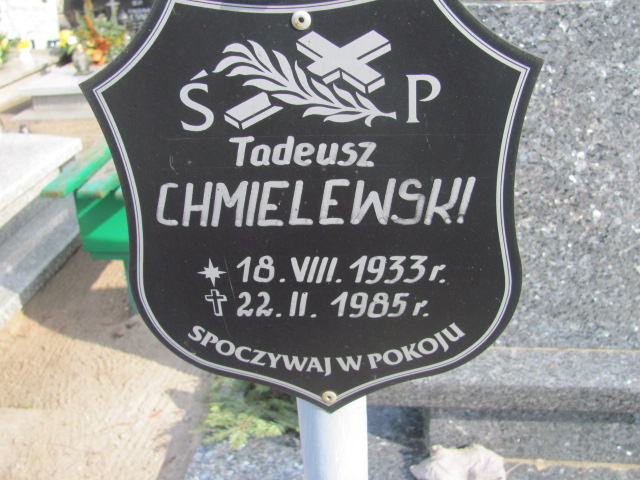 Ś P
Tadeusz
CHMIELEWSKI
18. VIII. 1933 r.
22. II. 1985 r.
SPOCZYWAJ W POKOJU